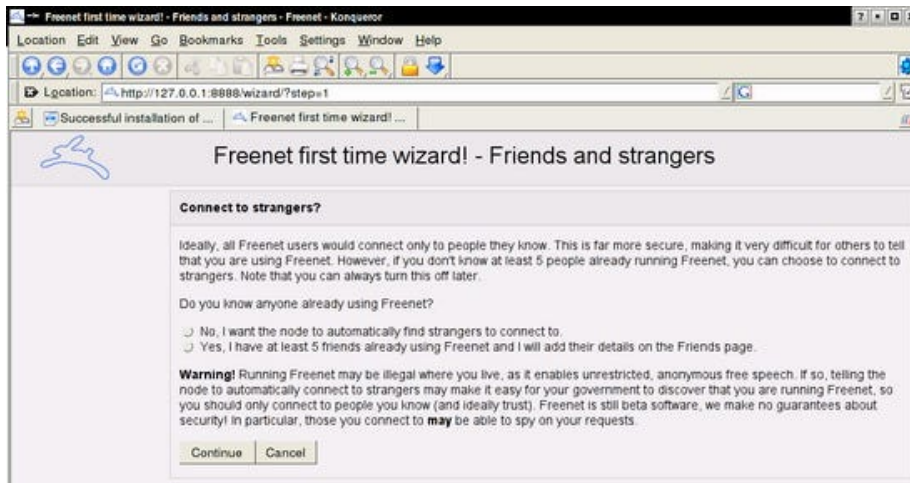 Freenet first time wizard! - Friends and strangers - Freenet - Konqueror
Location Edit View Go Bookmarks Tools Settings Window Help
Location: http://127.0.0.1:8888/wizard/?step=1
Successful installation of ... Freenet first time wizard! ...
Freenet first time wizard! - Friends and strangers
Connect to strangers?
Ideally, all Freenet users would connect only to people they know. This is far more secure, making it very difficult for others to tell
that you are using Freenet. However, if you don't know at least 5 people already running Freenet, you can choose to connect to
strangers. Note that you can always turn this off later.
Do you know anyone already using Freenet?
No, I want the node to automatically find strangers to connect to.
Yes, I have at least 5 friends already using Freenet and I will add their details on the Friends page.
Warning! Running Freenet may be illegal where you live, as it enables unrestricted, anonymous free speech. If so, telling the
node to automatically connect to strangers may make it easy for your government to discover that you are running Freenet, so
you should only connect to people you know (and ideally trust). Freenet is still beta software, we make no guarantees about
security! In particular, those you connect to may be able to spy on your requests.
Continue Cancel